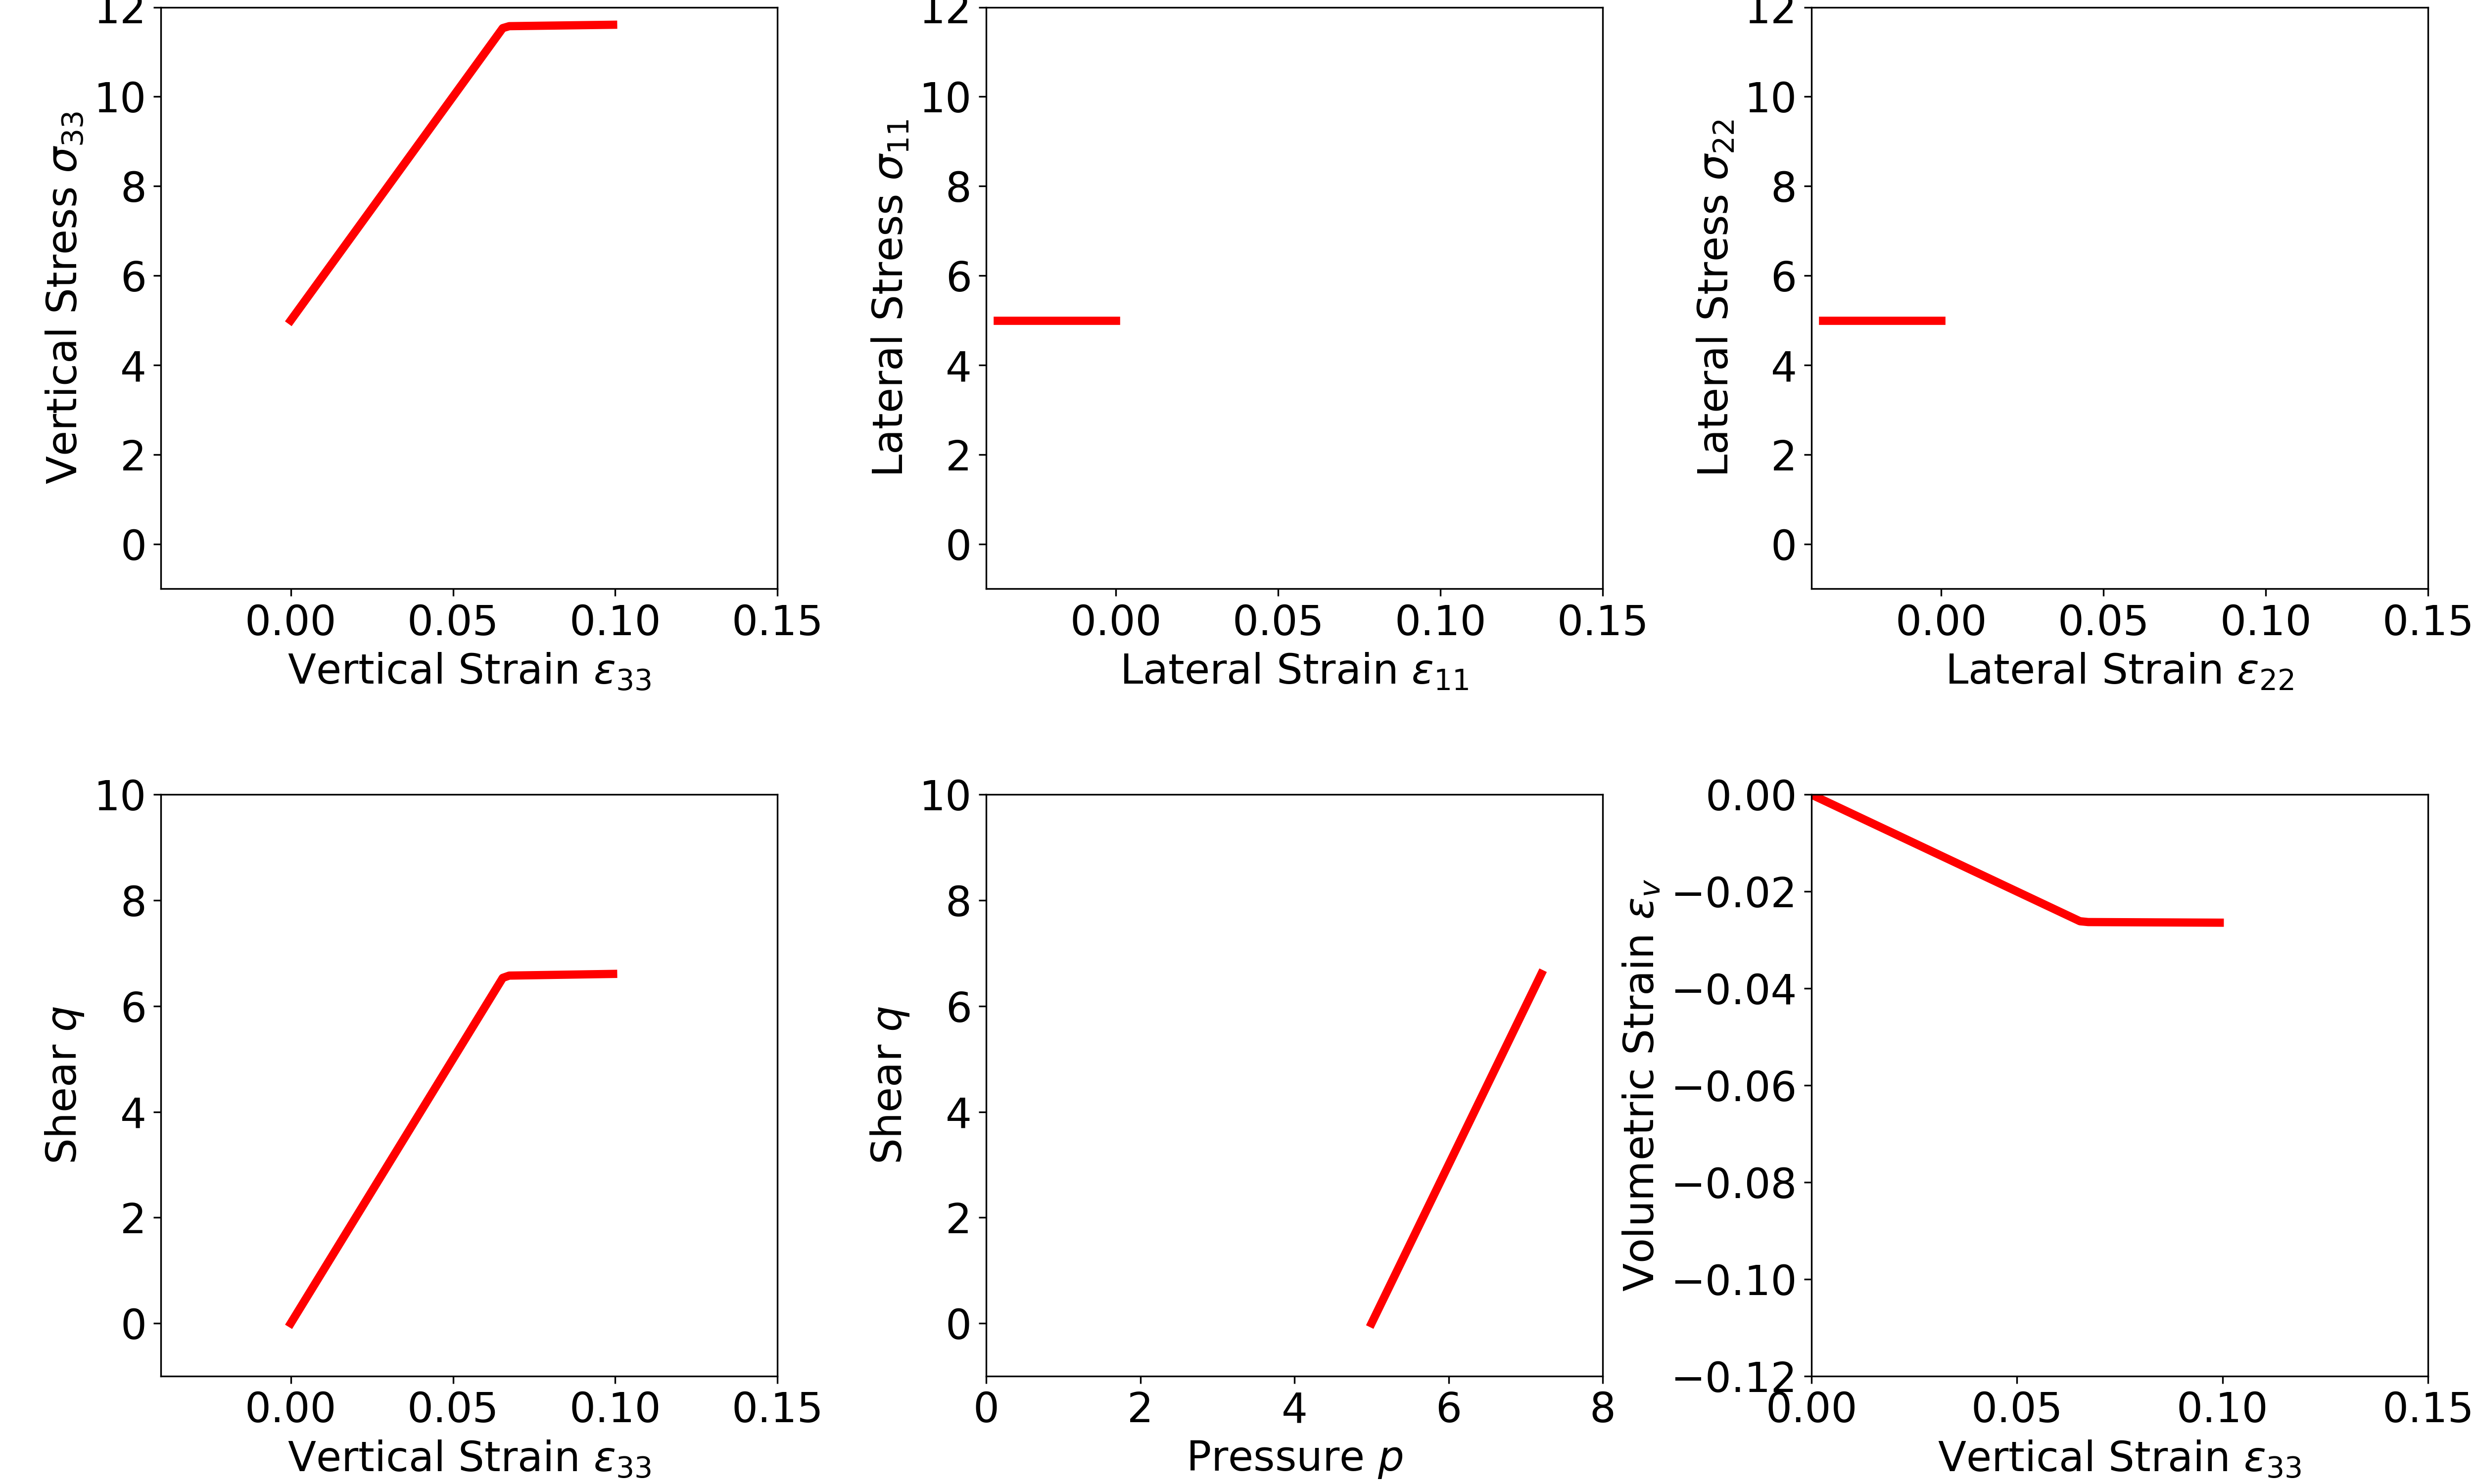 12
10
8
6
4
2
0
Vertical Stress σ33
0.00 0.05 0.10 0.15
Vertical Strain ε33
12
10
8
6
4
2
0
Lateral Stress σ11
0.00 0.05 0.10 0.15
Lateral Strain ε11
12
10
8
6
4
2
0
Lateral Stress σ22
0.00 0.05 0.10 0.15
Lateral Strain ε22
10
8
6
4
2
0
Shear q
0.00 0.05 0.10 0.15
Vertical Strain ε33
10
8
6
4
2
0
Shear q
0 2 4 6 8
Pressure p
0.00
−0.02
−0.04
−0.06
−0.08
−0.10
−0.12
Volumetric Strain εv
0.00 0.05 0.10 0.15
Vertical Strain ε33